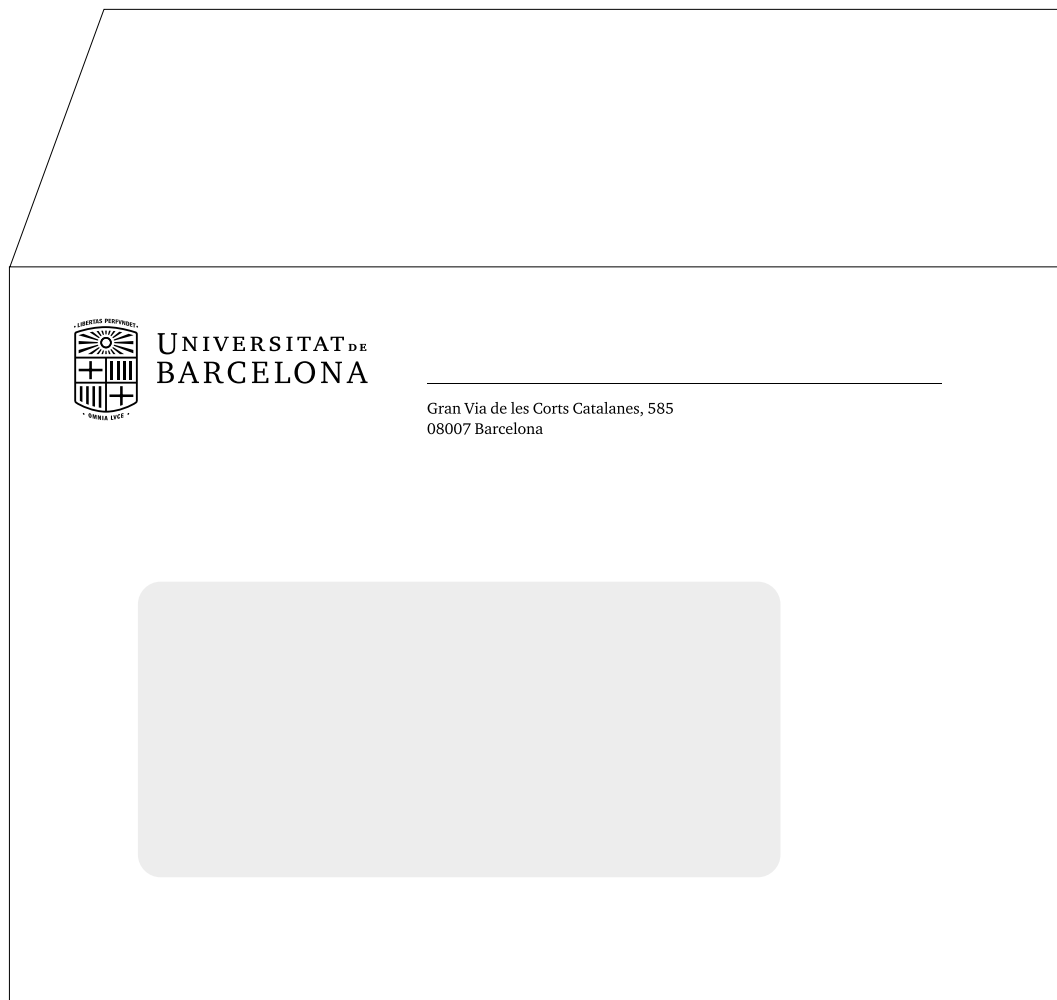 · LIBERTAS PERFVNDET ·
UNIVERSITAT DE
BARCELONA
· OMNIA LVCE ·
Gran Via de les Corts Catalanes, 585
08007 Barcelona